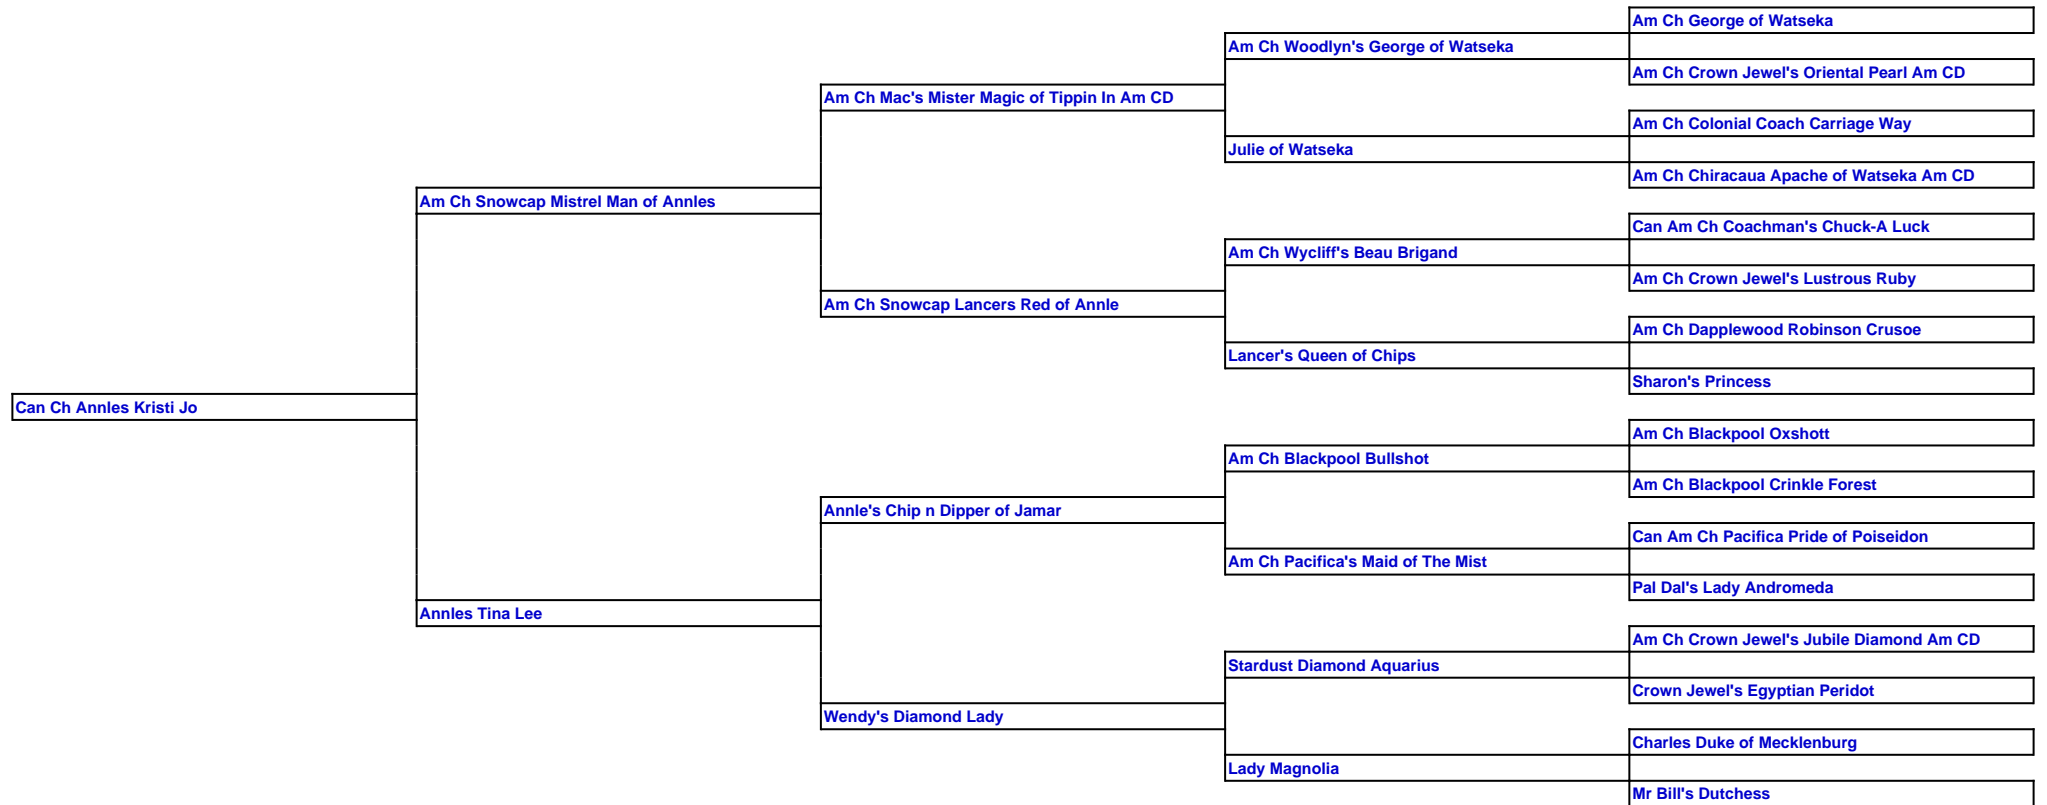 Am Ch George of Watseka
Am Ch Woodlyn's George of Watseka
Am Ch Crown Jewel's Oriental Pearl Am CD
Am Ch Mac's Mister Magic of Tippin In Am CD
Am Ch Colonial Coach Carriage Way
Julie of Watseka
Am Ch Chiracaua Apache of Watseka Am CD
Am Ch Snowcap Mistrel Man of Annles
Can Am Ch Coachman's Chuck-A Luck
Am Ch Wycliff's Beau Brigand
Am Ch Crown Jewel's Lustrous Ruby
Am Ch Snowcap Lancers Red of Annle
Am Ch Dapplewood Robinson Crusoe
Lancer's Queen of Chips
Sharon's Princess
Can Ch Annles Kristi Jo
Am Ch Blackpool Oxshott
Am Ch Blackpool Bullshot
Am Ch Blackpool Crinkle Forest
Annle's Chip n Dipper of Jamar
Can Am Ch Pacifica Pride of Poiseidon
Am Ch Pacifica's Maid of The Mist
Pal Dal's Lady Andromeda
Annles Tina Lee
Am Ch Crown Jewel's Jubile Diamond Am CD
Stardust Diamond Aquarius
Crown Jewel's Egyptian Peridot
Wendy's Diamond Lady
Charles Duke of Mecklenburg
Lady Magnolia
Mr Bill's Dutchess